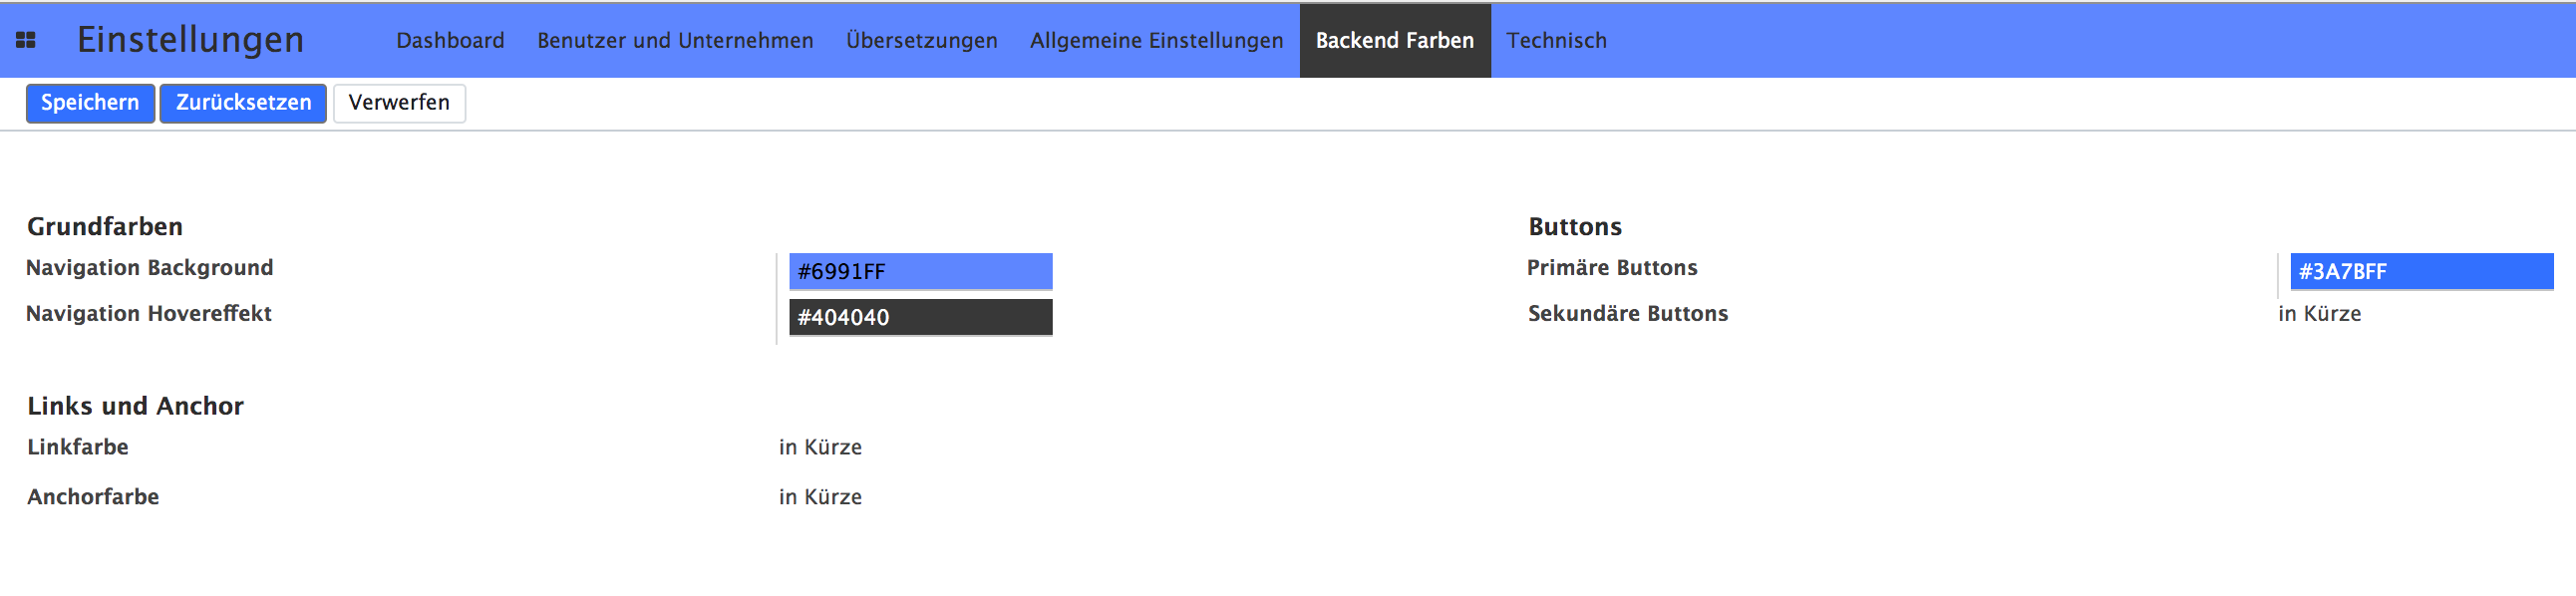 Einstellungen Dashboard Benutzer und Unternehmen Übersetzungen Allgemeine Einstellungen Backend Farben Technisch
Speichern Zurücksetzen Verwerfen
Grundfarben
Navigation Background #6991FF
Navigation Hovereffekt #404040
Buttons
Primäre Buttons #3A7BFF
Sekundäre Buttons in Kürze
Links und Anchor
Linkfarbe in Kürze
Anchorfarbe in Kürze